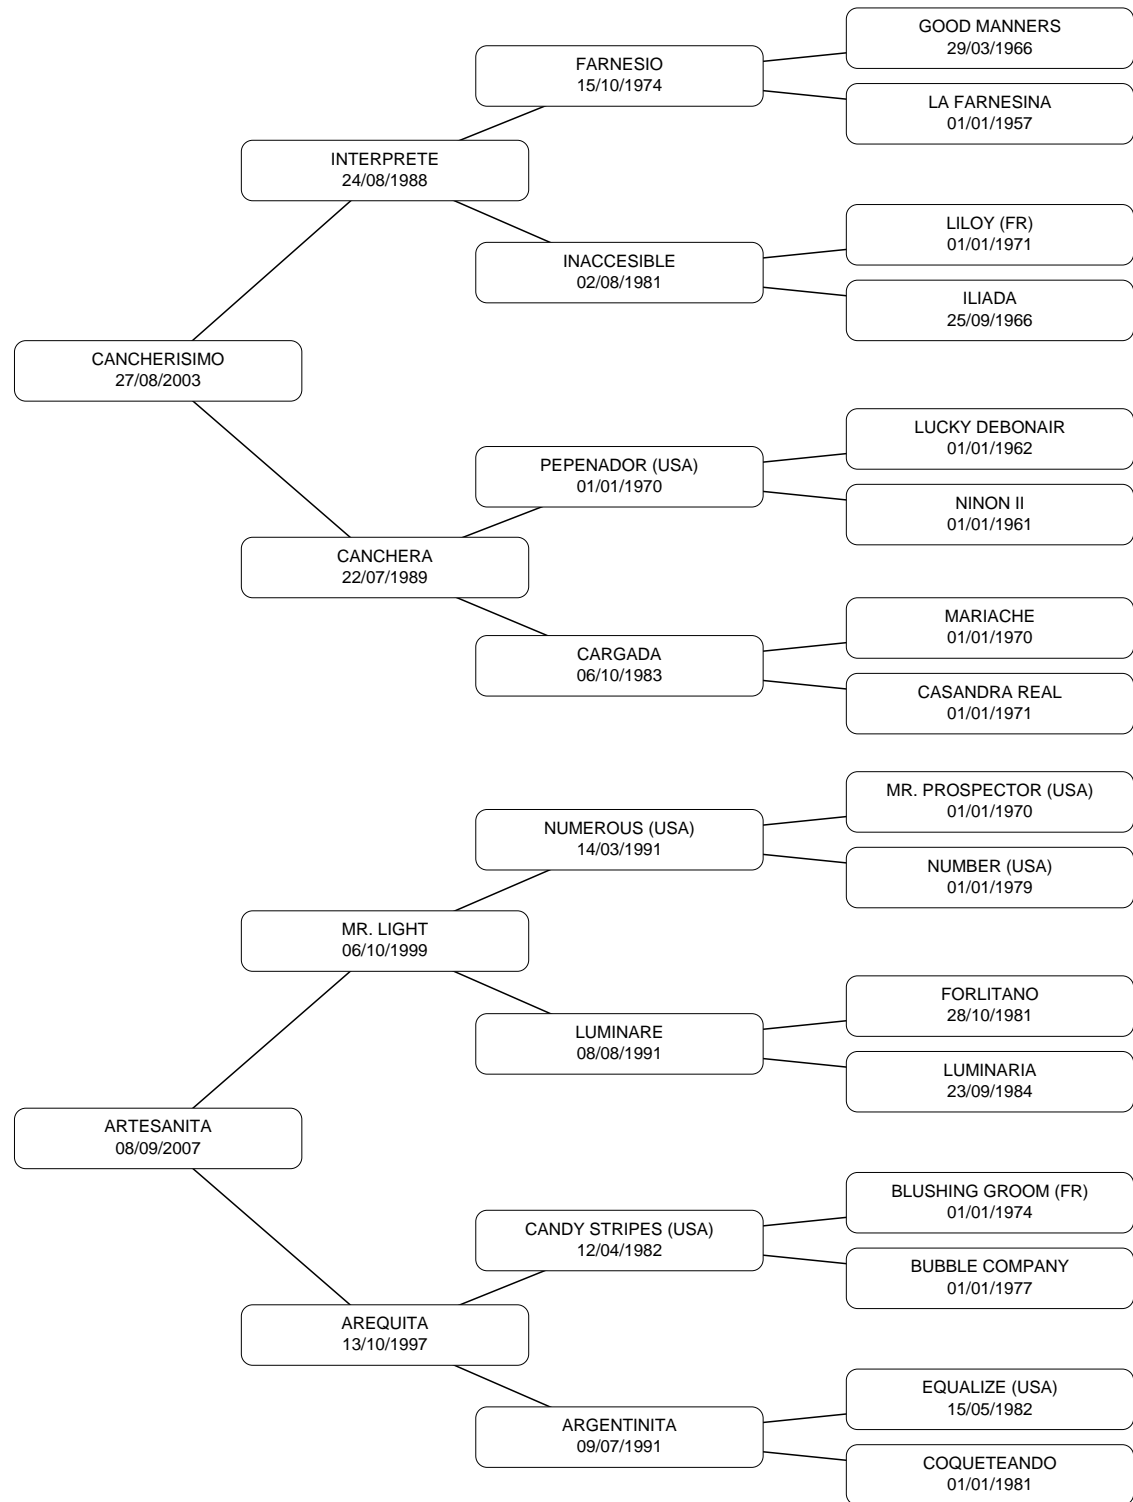 GOOD MANNERS
29/03/1966
FARNESIO
15/10/1974
LA FARNESINA
01/01/1957
INTERPRETE
24/08/1988
LILOY (FR)
01/01/1971
INACCESIBLE
02/08/1981
ILIADA
25/09/1966
CANCHERISIMO
27/08/2003
LUCKY DEBONAIR
01/01/1962
PEPENADOR (USA)
01/01/1970
NINON II
01/01/1961
CANCHERA
22/07/1989
MARIACHE
01/01/1970
CARGADA
06/10/1983
CASANDRA REAL
01/01/1971
MR. PROSPECTOR (USA)
01/01/1970
NUMEROUS (USA)
14/03/1991
NUMBER (USA)
01/01/1979
MR. LIGHT
06/10/1999
FORLITANO
28/10/1981
LUMINARE
08/08/1991
LUMINARIA
23/09/1984
ARTESANITA
08/09/2007
BLUSHING GROOM (FR)
01/01/1974
CANDY STRIPES (USA)
12/04/1982
BUBBLE COMPANY
01/01/1977
AREQUITA
13/10/1997
EQUALIZE (USA)
15/05/1982
ARGENTINITA
09/07/1991
COQUETEANDO
01/01/1981